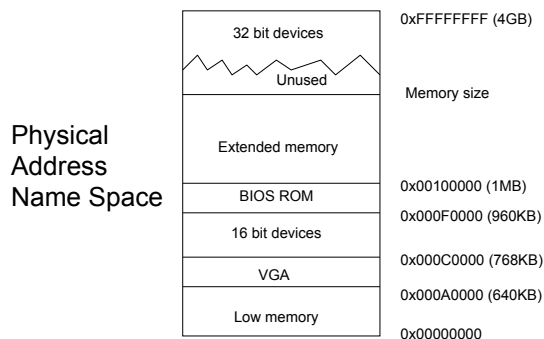 0xFFFFFFFF (4GB)
32 bit devices
Unused
Memory size
Physical
Address
Name Space
Extended memory
0x00100000 (1MB)
BIOS ROM
0x000F0000 (960KB)
16 bit devices
0x000C0000 (768KB)
VGA
0x000A0000 (640KB)
Low memory
0x00000000